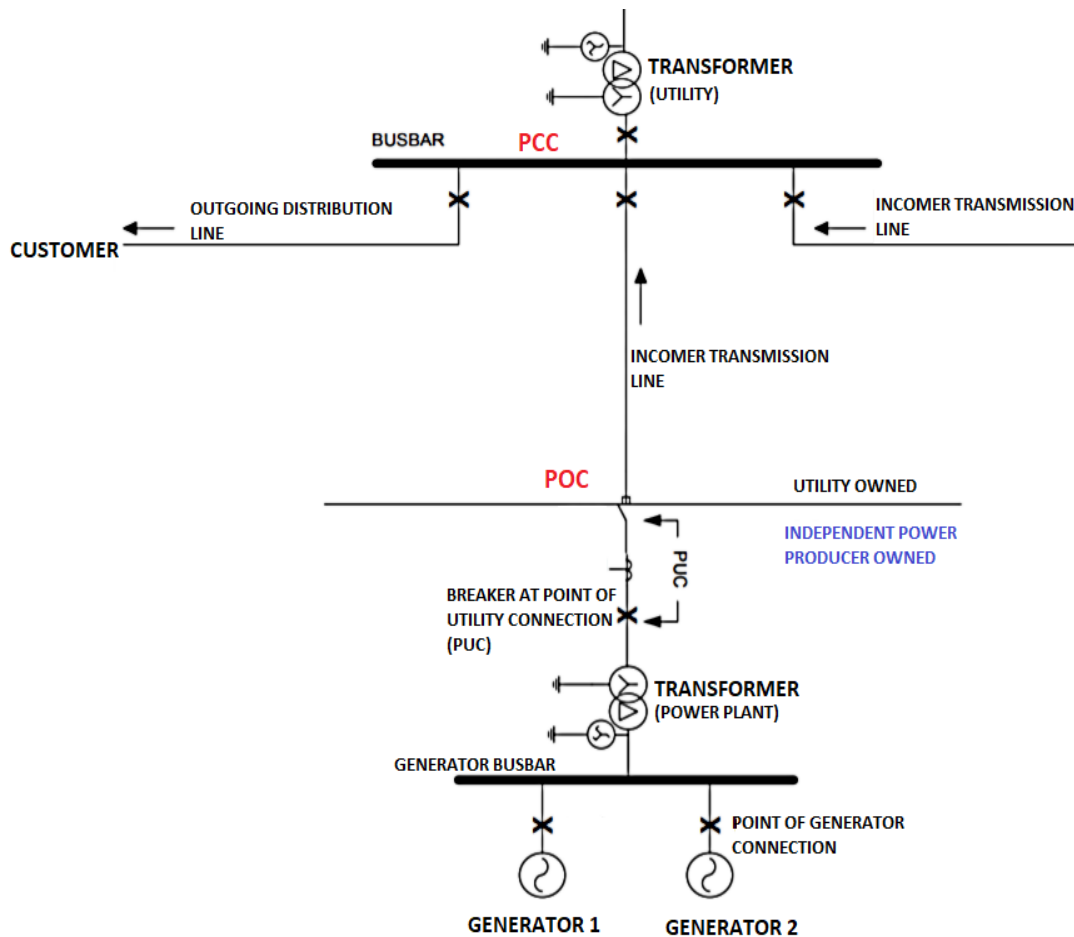 TRANSFORMER
(UTILITY)
BUSBAR
PCC
OUTGOING DISTRIBUTION
LINE
INCOMER TRANSMISSION
LINE
CUSTOMER
INCOMER TRANSMISSION
LINE
POC
UTILITY OWNED
INDEPENDENT POWER
PRODUCER OWNED
PUC
BREAKER AT POINT OF
UTILITY CONNECTION
(PUC)
TRANSFORMER
(POWER PLANT)
GENERATOR BUSBAR
POINT OF GENERATOR
CONNECTION
GENERATOR 1
GENERATOR 2